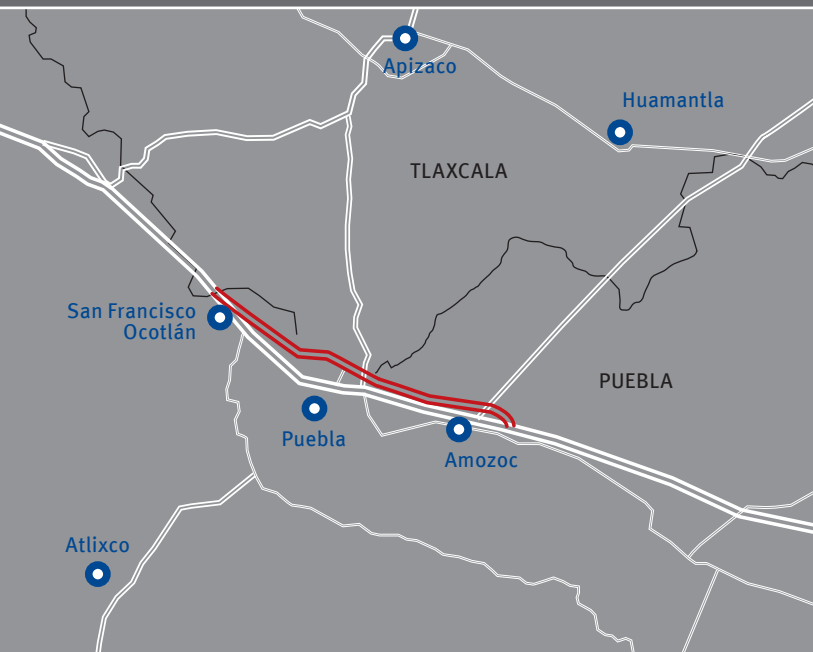 Apizaco
Huamantla
TLAXCALA
San Francisco
Ocotlán
PUEBLA
Puebla
Amozoc
Atlixco